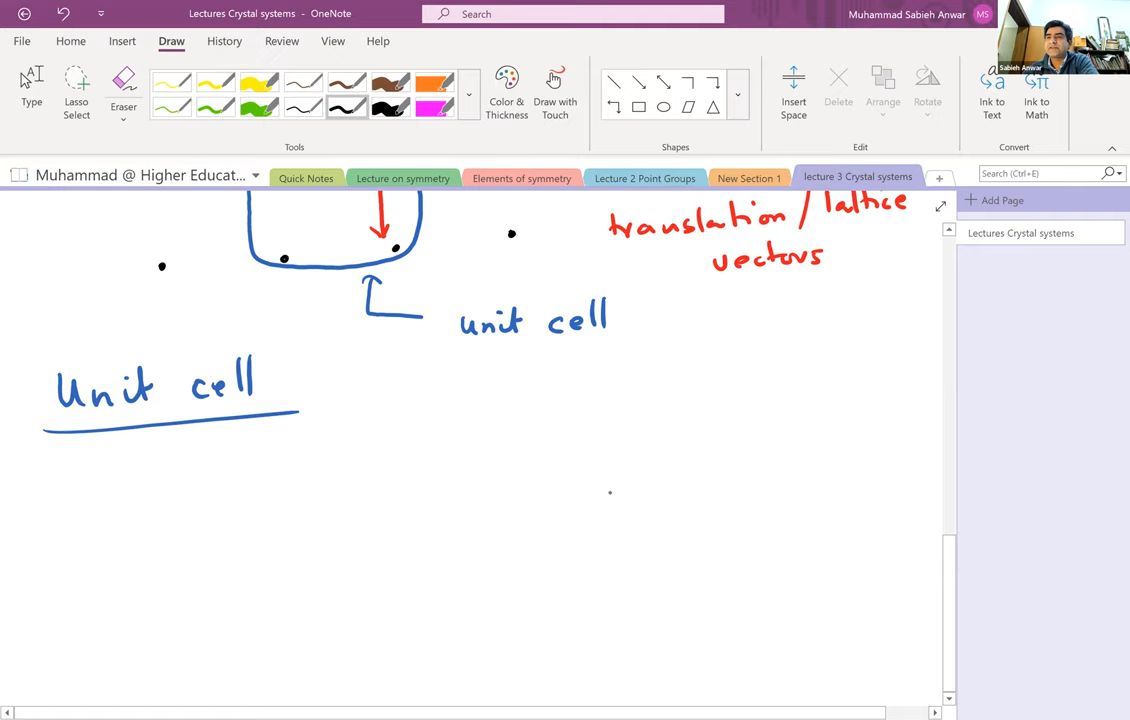 Lectures Crystal systems - OneNote
Search
Muhammad Sabieh Anwar
MS
File
Home
Insert
Draw
History
Review
View
Help
Sabieh Anwar
Type
Lasso Select
Eraser
Color & Thickness
Draw with Touch
Insert Space
Delete
Arrange
Rotate
Ink to Text
Ink to Math
Tools
Shapes
Edit
Convert
Muhammad @ Higher Educat...
Quick Notes
Lecture on symmetry
Elements of symmetry
Lecture 2 Point Groups
New Section 1
lecture 3 Crystal systems
Search (Ctrl+E)
Add Page
Lectures Crystal systems
translation / lattice
vectors
unit cell
Unit cell